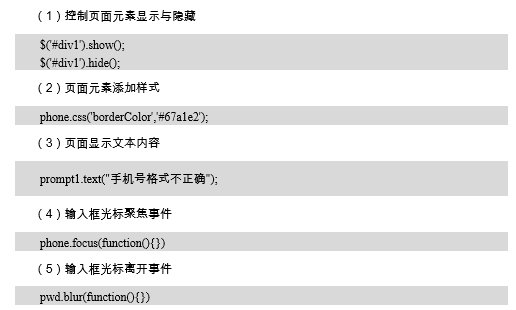 （1）控制页面元素显示与隐藏
$('#div1').show();
$('#div1').hide();
（2）页面元素添加样式
phone.css('borderColor','#67a1e2');
（3）页面显示文本内容
prompt1.text("手机号格式不正确");
（4）输入框光标聚焦事件
phone.focus(function(){})
（5）输入框光标离开事件
pwd.blur(function(){})